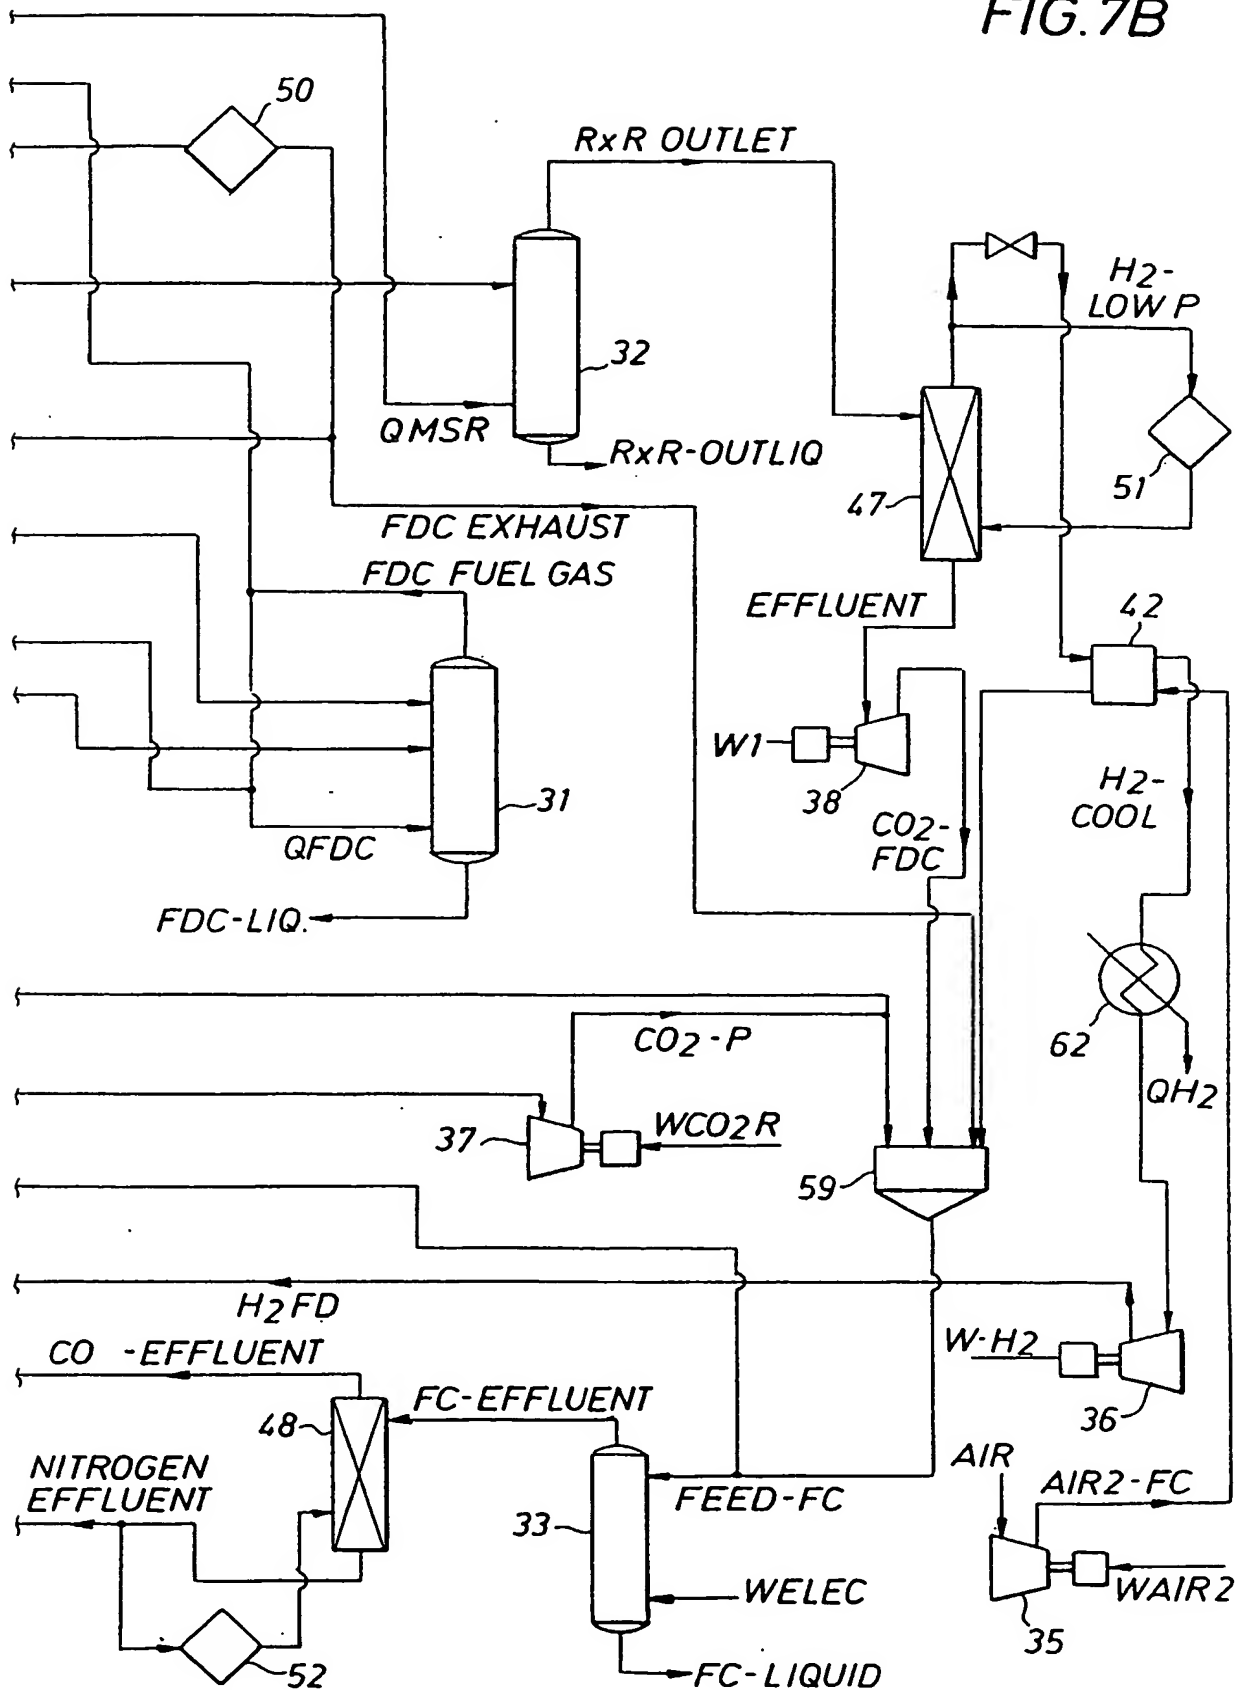 FIG. 7B
50
RxR OUTLET
H2-
LOW P
32
QMSR
RxR-OUTLIQ
51
47
FDC EXHAUST
FDC FUEL GAS
EFFLUENT
42
W1
38
31
H2-
COOL
CO2-
FDC
QFDC
FDC-LIQ.
CO2-P
62
QH2
37
WCO2R
59
H2FD
W-H2
CO -EFFLUENT
FC-EFFLUENT
48
36
AIR
NITROGEN
EFFLUENT
AIR2-FC
FEED-FC
33
WELEC
WAIR2
35
52
FC-LIQUID